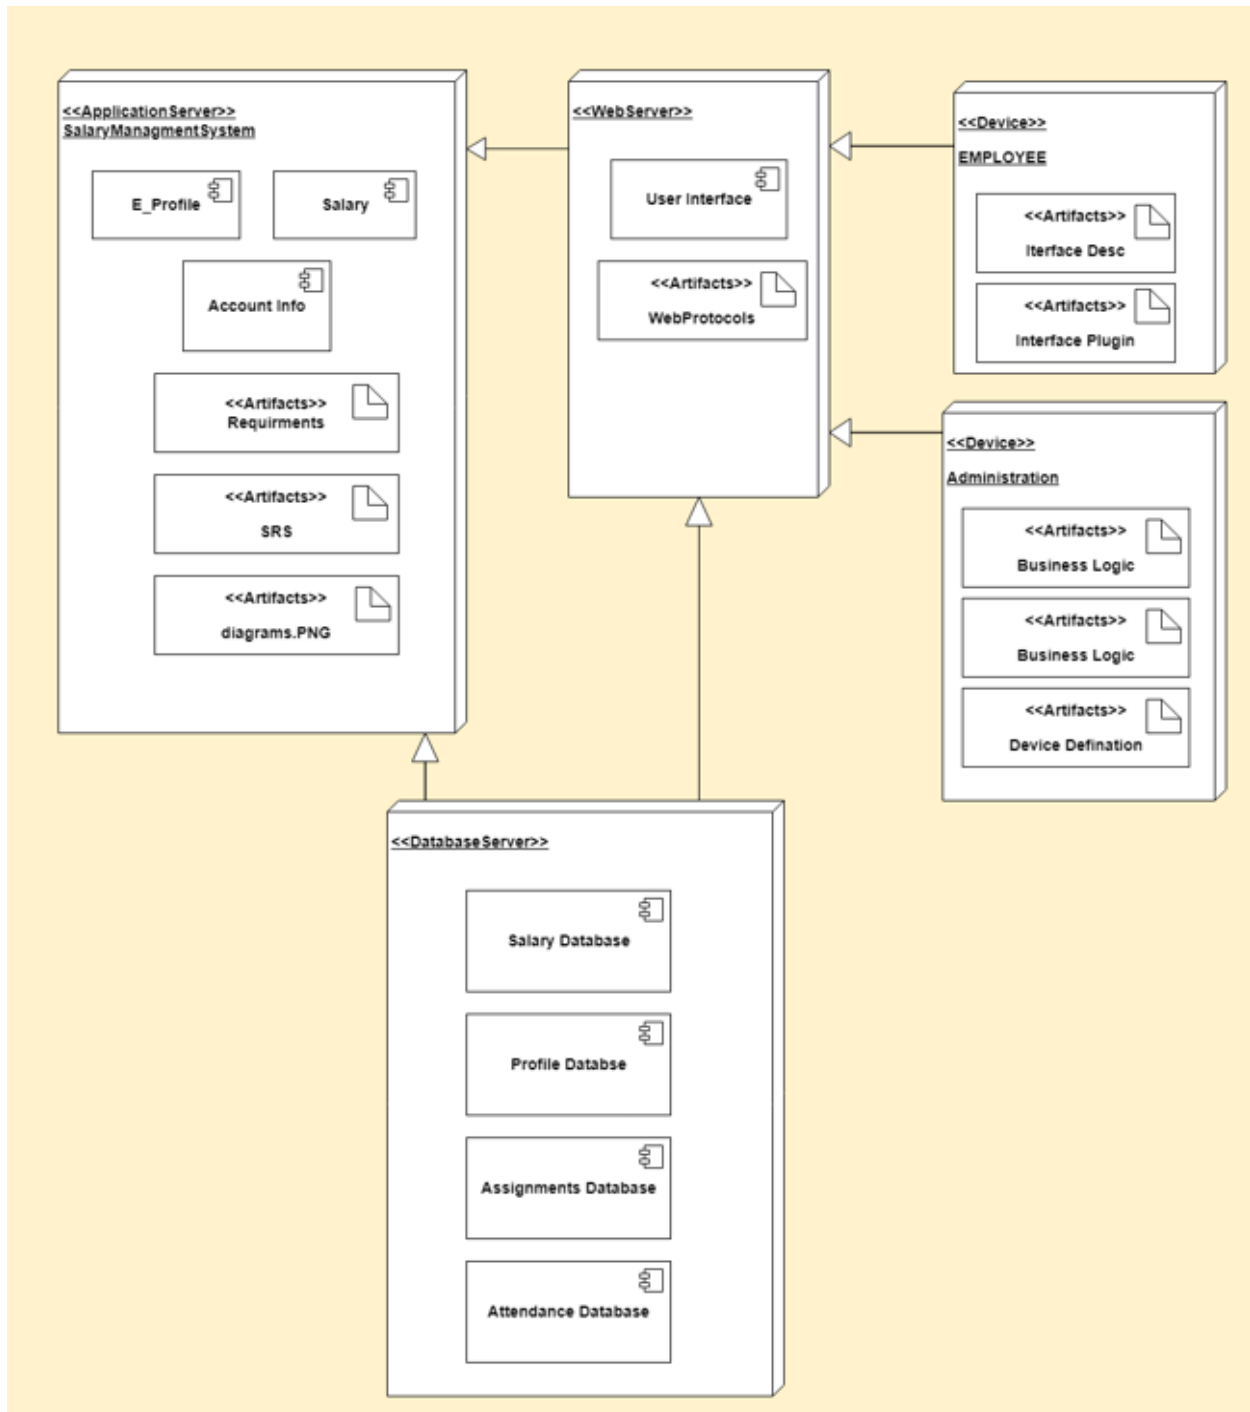 <<ApplicationServer>>
SalaryManagmentSystem
E_Profile
Salary
Account Info
<<Artifacts>>
Requirments
<<Artifacts>>
SRS
<<Artifacts>>
diagrams.PNG
<<WebServer>>
User Interface
<<Artifacts>>
WebProtocols
<<Device>>
EMPLOYEE
<<Artifacts>>
Iterface Desc
<<Artifacts>>
Interface Plugin
<<Device>>
Administration
<<Artifacts>>
Business Logic
<<Artifacts>>
Business Logic
<<Artifacts>>
Device Defination
<<DatabaseServer>>
Salary Database
Profile Databse
Assignments Database
Attendance Database